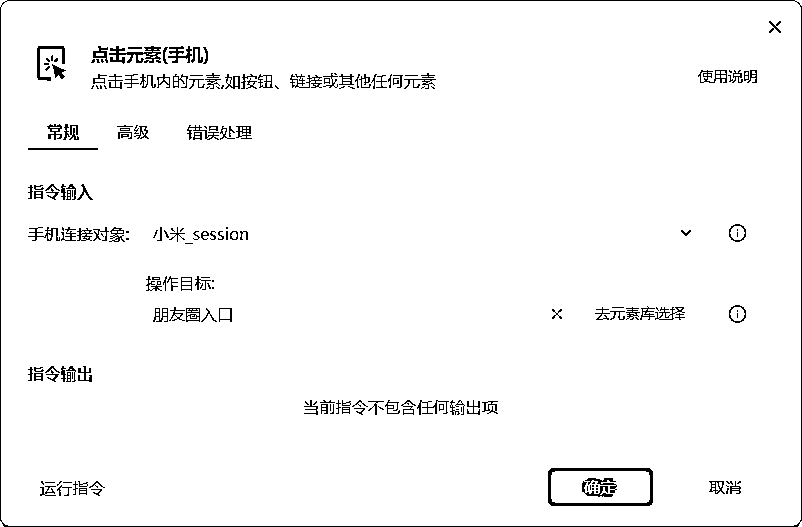 点击元素(手机)
点击手机内的元素,如按钮、链接或其他任何元素
使用说明
常规 高级 错误处理
指令输入
手机连接对象: 小米_session
操作目标:
朋友圈入口 去元素库选择
指令输出
当前指令不包含任何输出项
运行指令 确定 取消